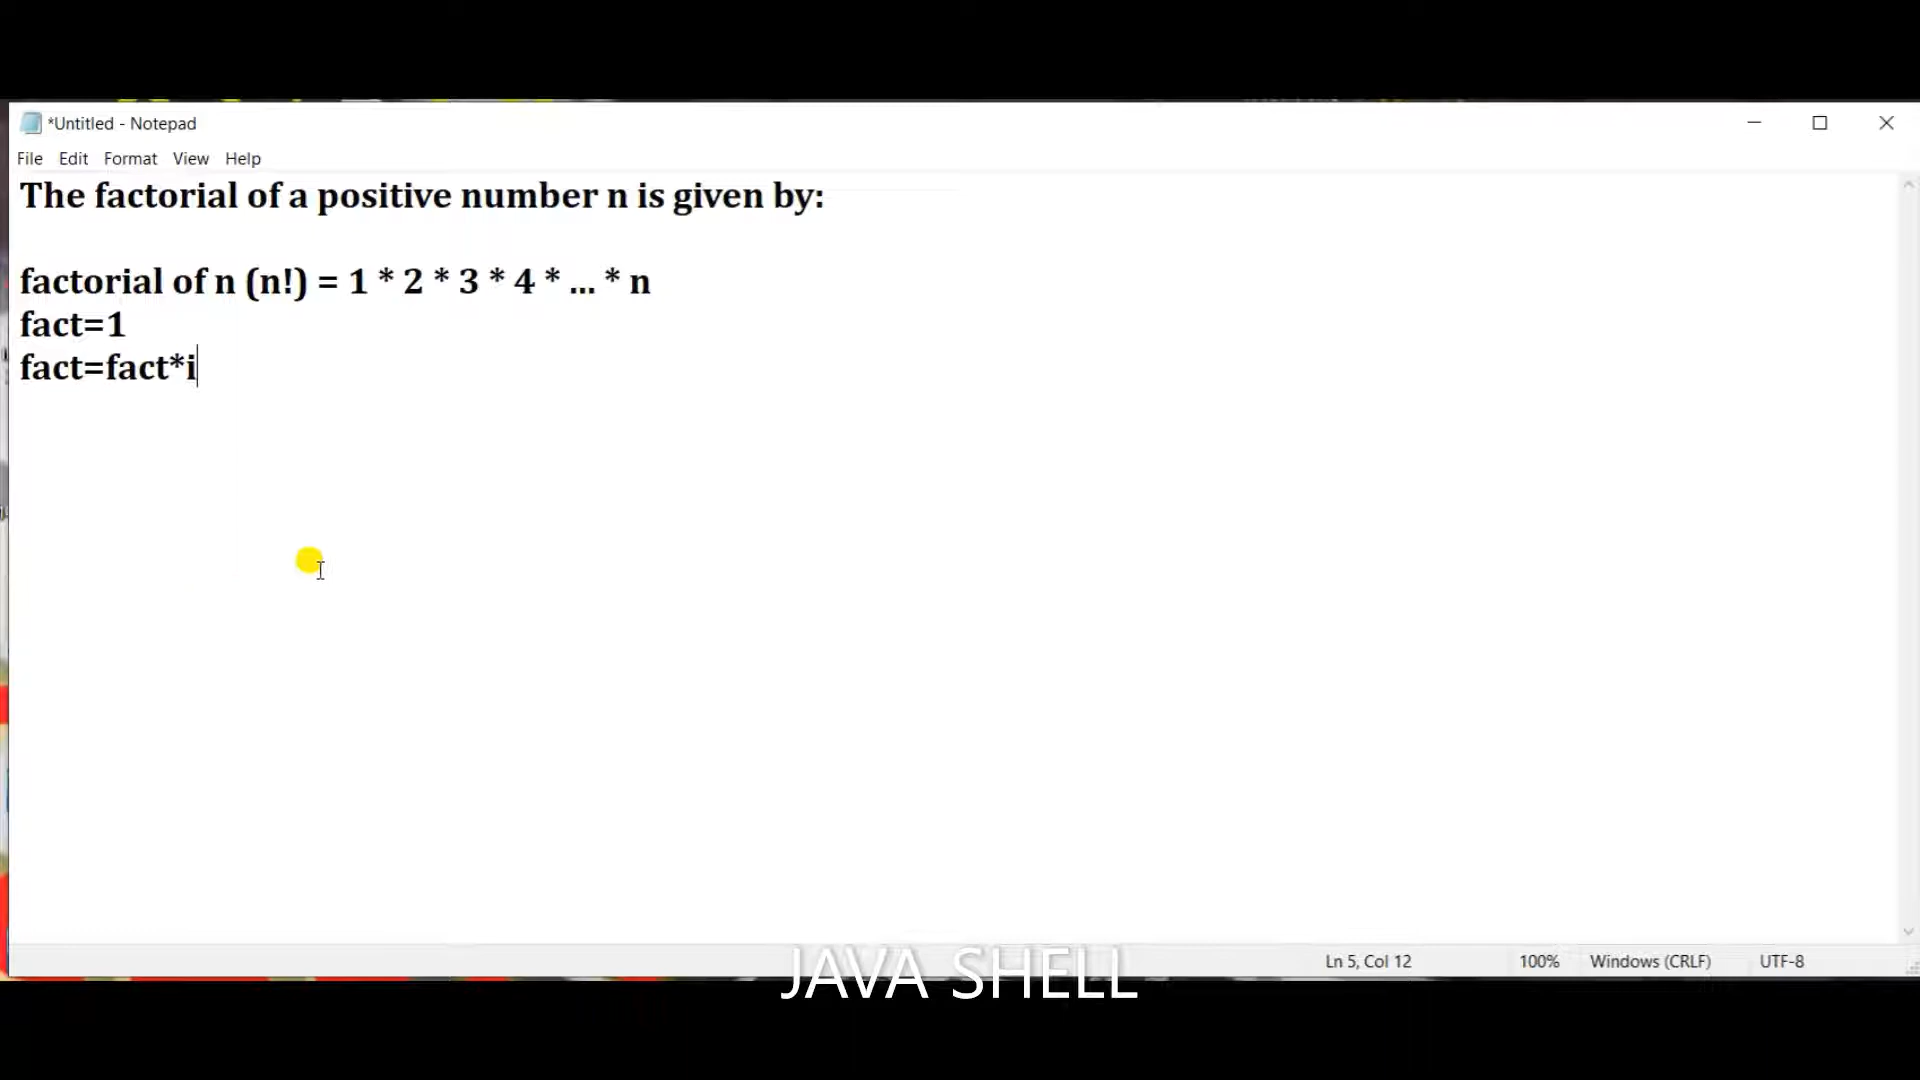 *Untitled - Notepad
File Edit Format View Help
The factorial of a positive number n is given by:
factorial of n (n!) = 1 * 2 * 3 * 4 * ... * n
fact=1
fact=fact*i
Ln 5, Col 12 100% Windows (CRLF) UTF-8
JAVA SHELL